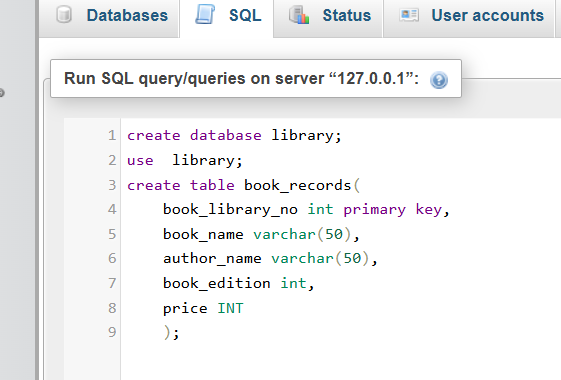 Databases SQL Status User accounts
Run SQL query/queries on server “127.0.0.1”:
1 create database library;
2 use  library;
3 create table book_records(
4     book_library_no int primary key,
5     book_name varchar(50),
6     author_name varchar(50),
7     book_edition int,
8     price INT
9     );